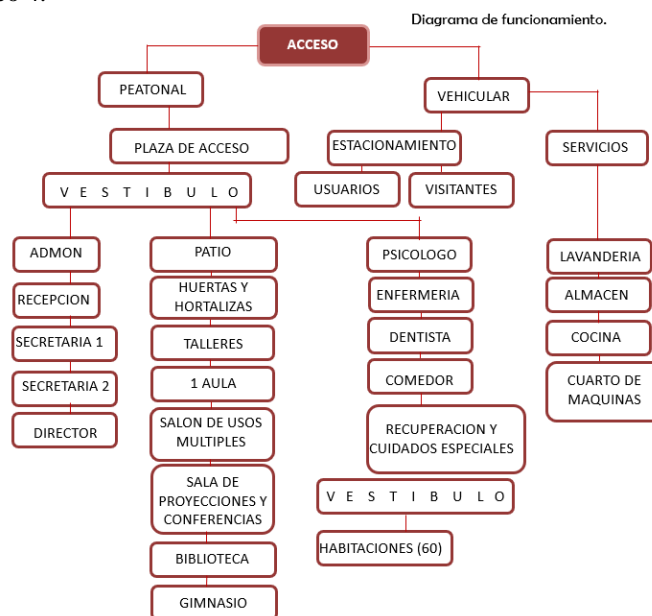 Diagrama de funcionamiento.
ACCESO
PEATONAL
VEHICULAR
PLAZA DE ACCESO
ESTACIONAMIENTO
SERVICIOS
USUARIOS
VISITANTES
V E S T I B U L O
ADMON
PATIO
PSICOLOGO
LAVANDERIA
RECEPCION
HUERTAS Y
HORTALIZAS
ENFERMERIA
ALMACEN
SECRETARIA 1
TALLERES
DENTISTA
COCINA
SECRETARIA 2
1 AULA
COMEDOR
CUARTO DE
MAQUINAS
DIRECTOR
SALON DE USOS
MULTIPLES
RECUPERACION Y
CUIDADOS ESPECIALES
SALA DE
PROYECCIONES Y
CONFERENCIAS
V E S T I B U L O
BIBLIOTECA
HABITACIONES (60)
GIMNASIO